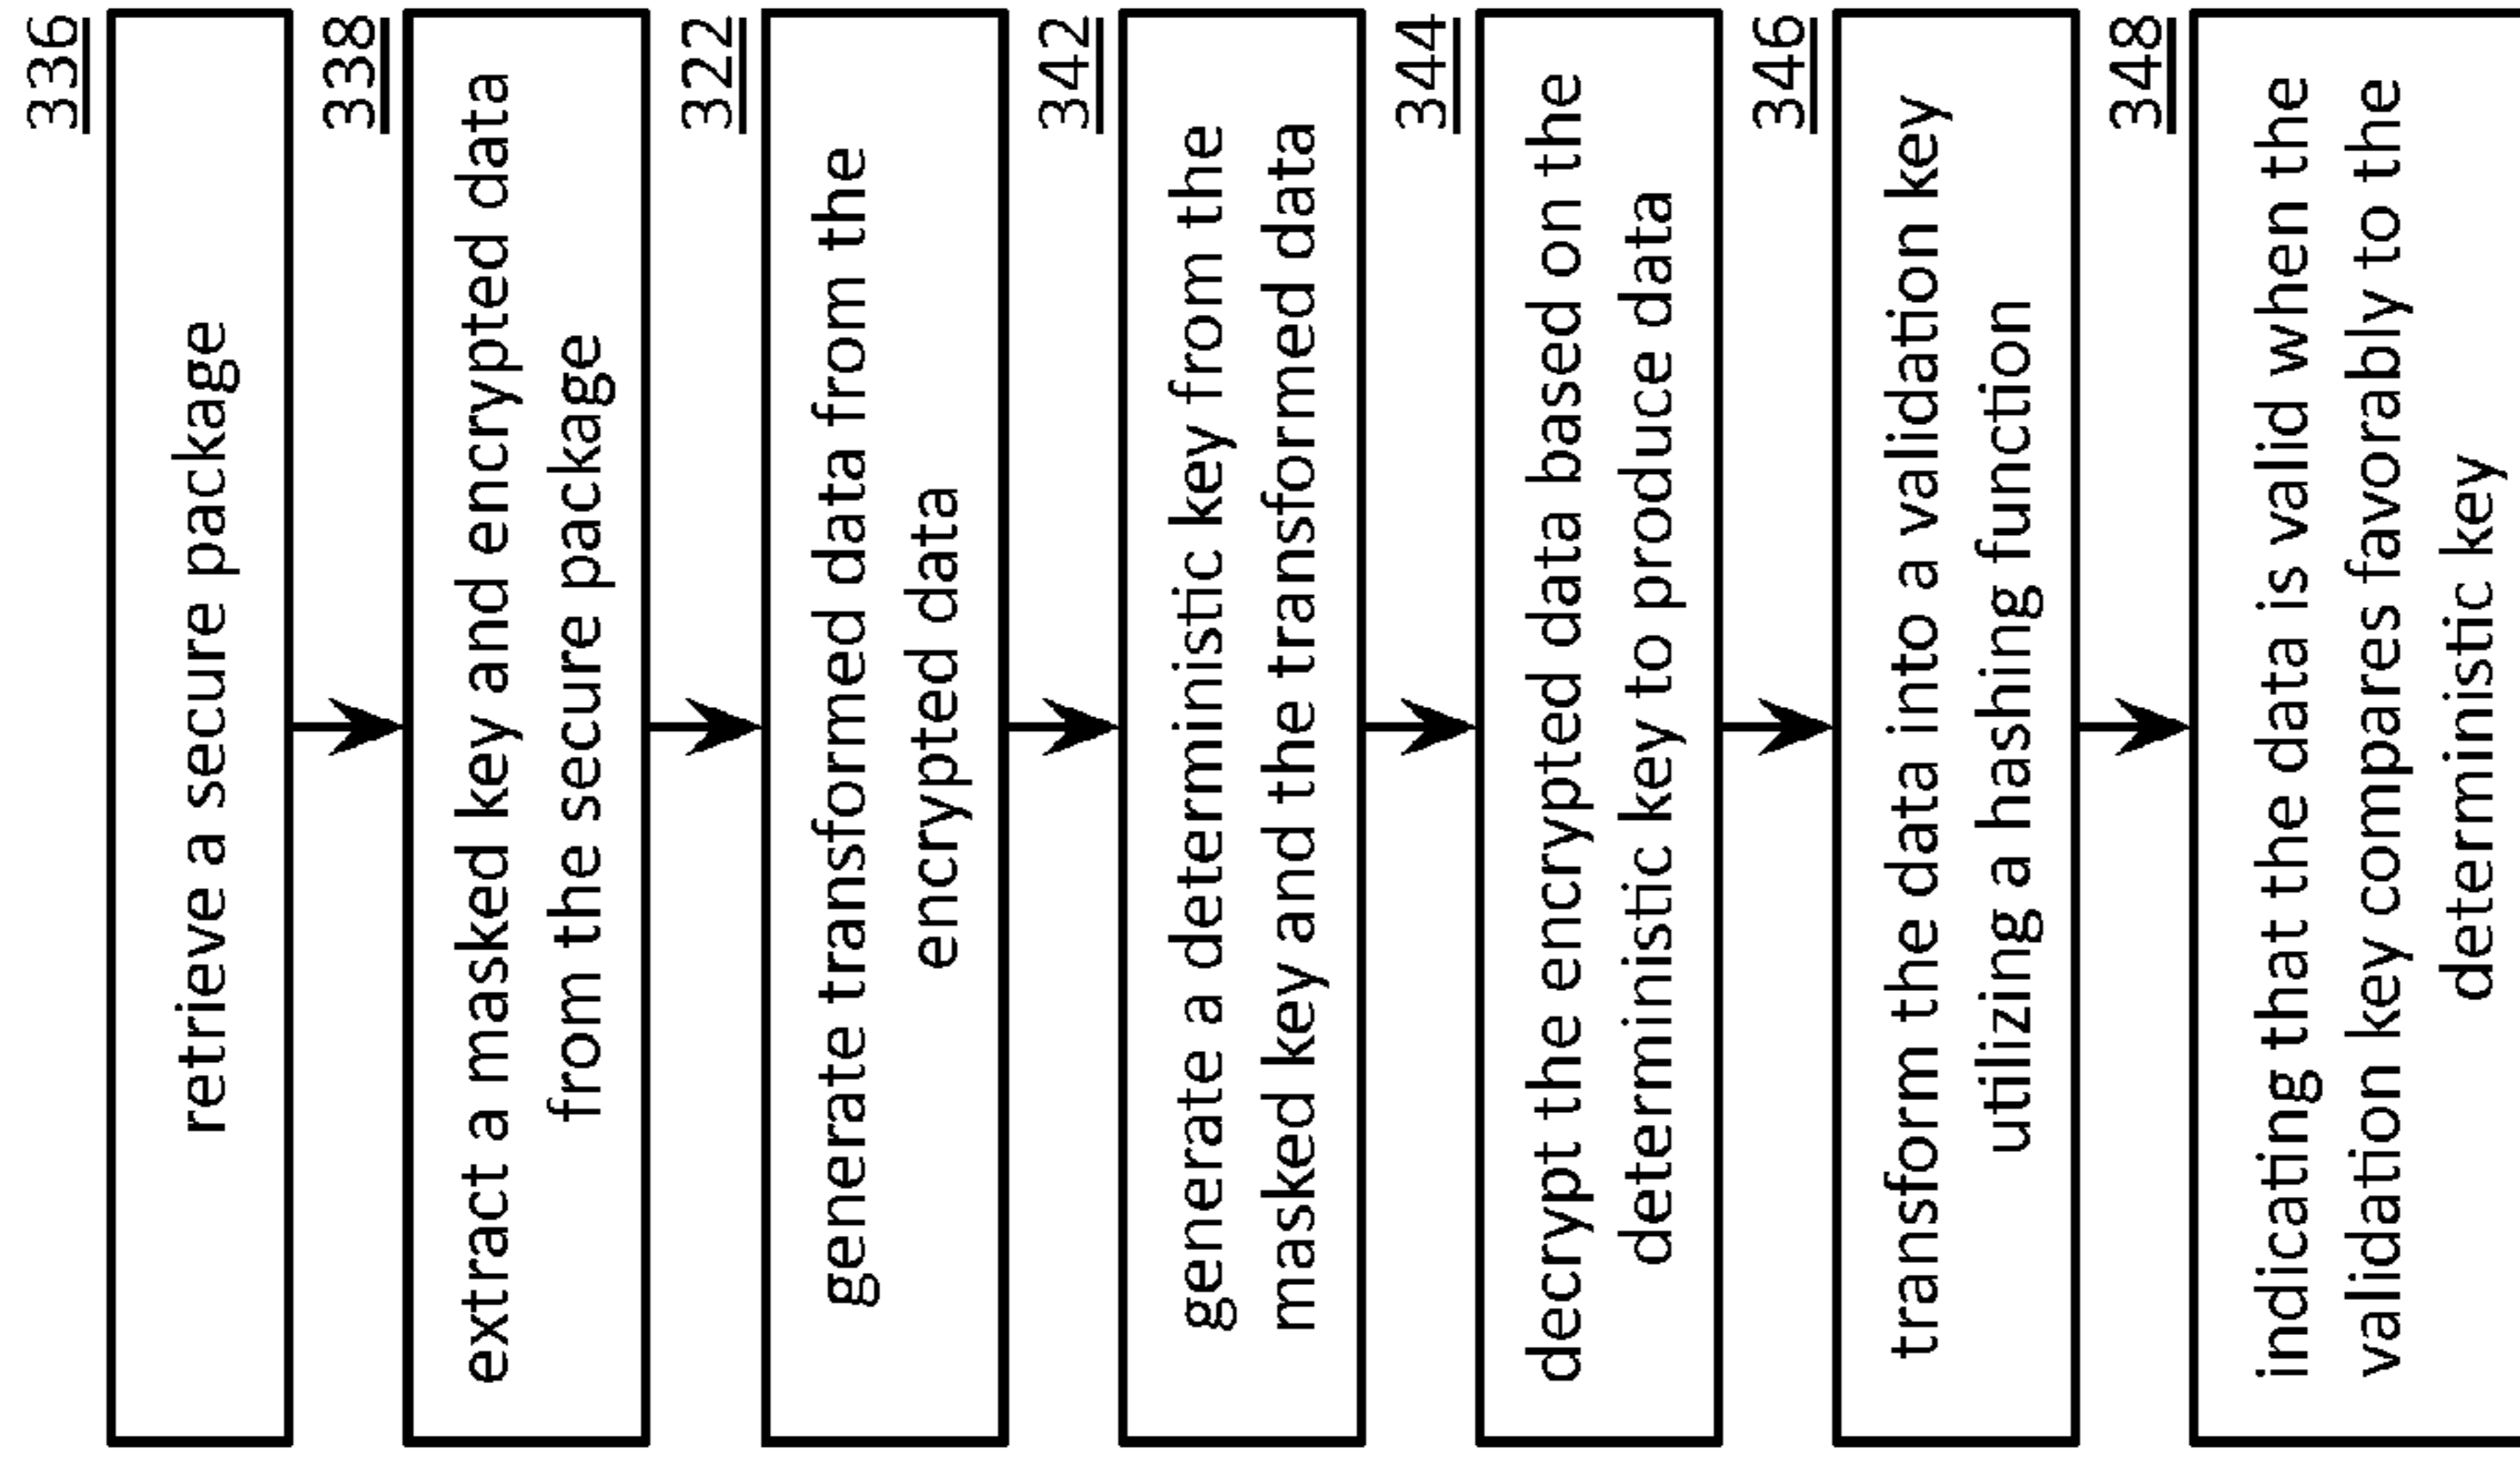 336
retrieve a secure package
338
extract a masked key and encrypted data
from the secure package
322
generate transformed data from the
encrypted data
342
generate a deterministic key from the
masked key and the transformed data
344
decrypt the encrypted data based on the
deterministic key to produce data
346
transform the data into a validation key
utilizing a hashing function
348
indicating that the data is valid when the
validation key compares favorably to the
deterministic key